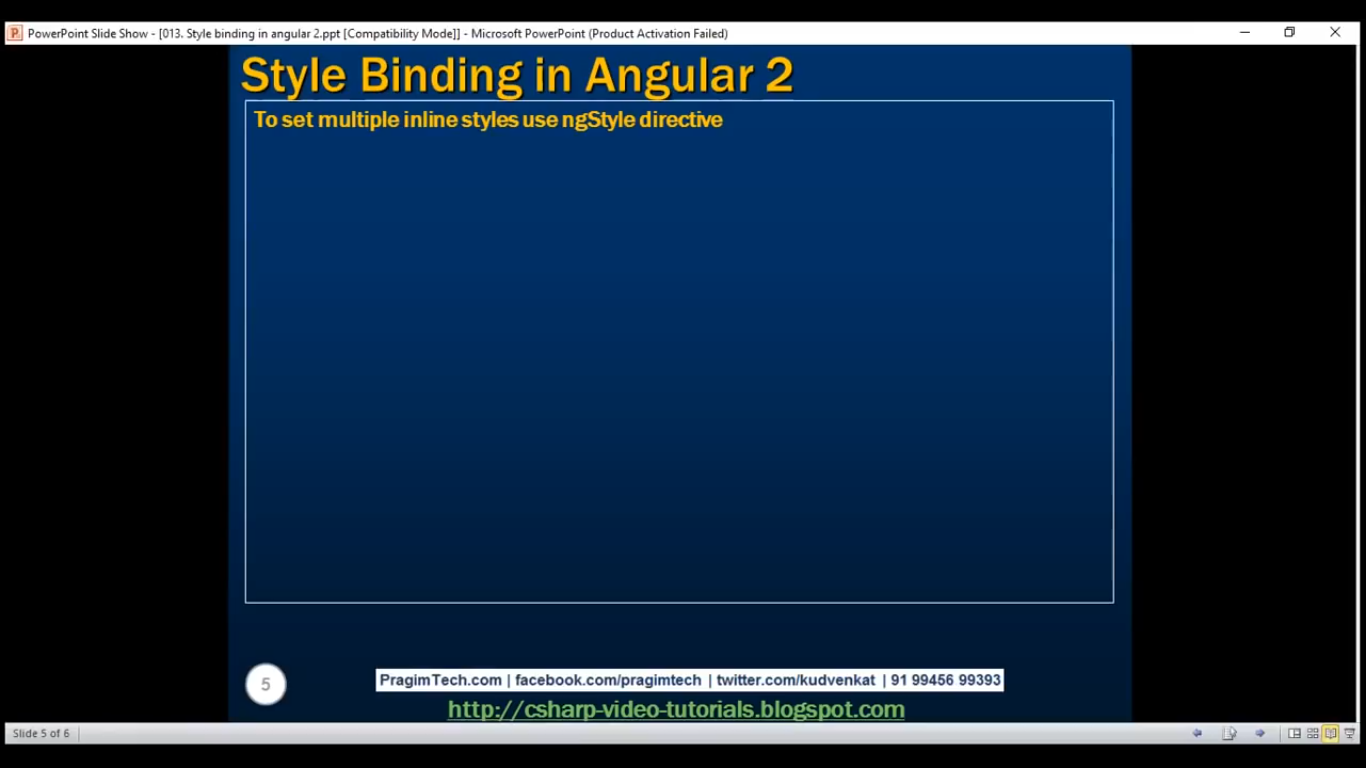 PowerPoint Slide Show - [013. Style binding in angular 2.ppt [Compatibility Mode]] - Microsoft PowerPoint (Product Activation Failed)
Style Binding in Angular 2
To set multiple inline styles use ngStyle directive
5
PragimTech.com | facebook.com/pragimtech | twitter.com/kudvenkat | 91 99456 99393
http://csharp-video-tutorials.blogspot.com
Slide 5 of 6